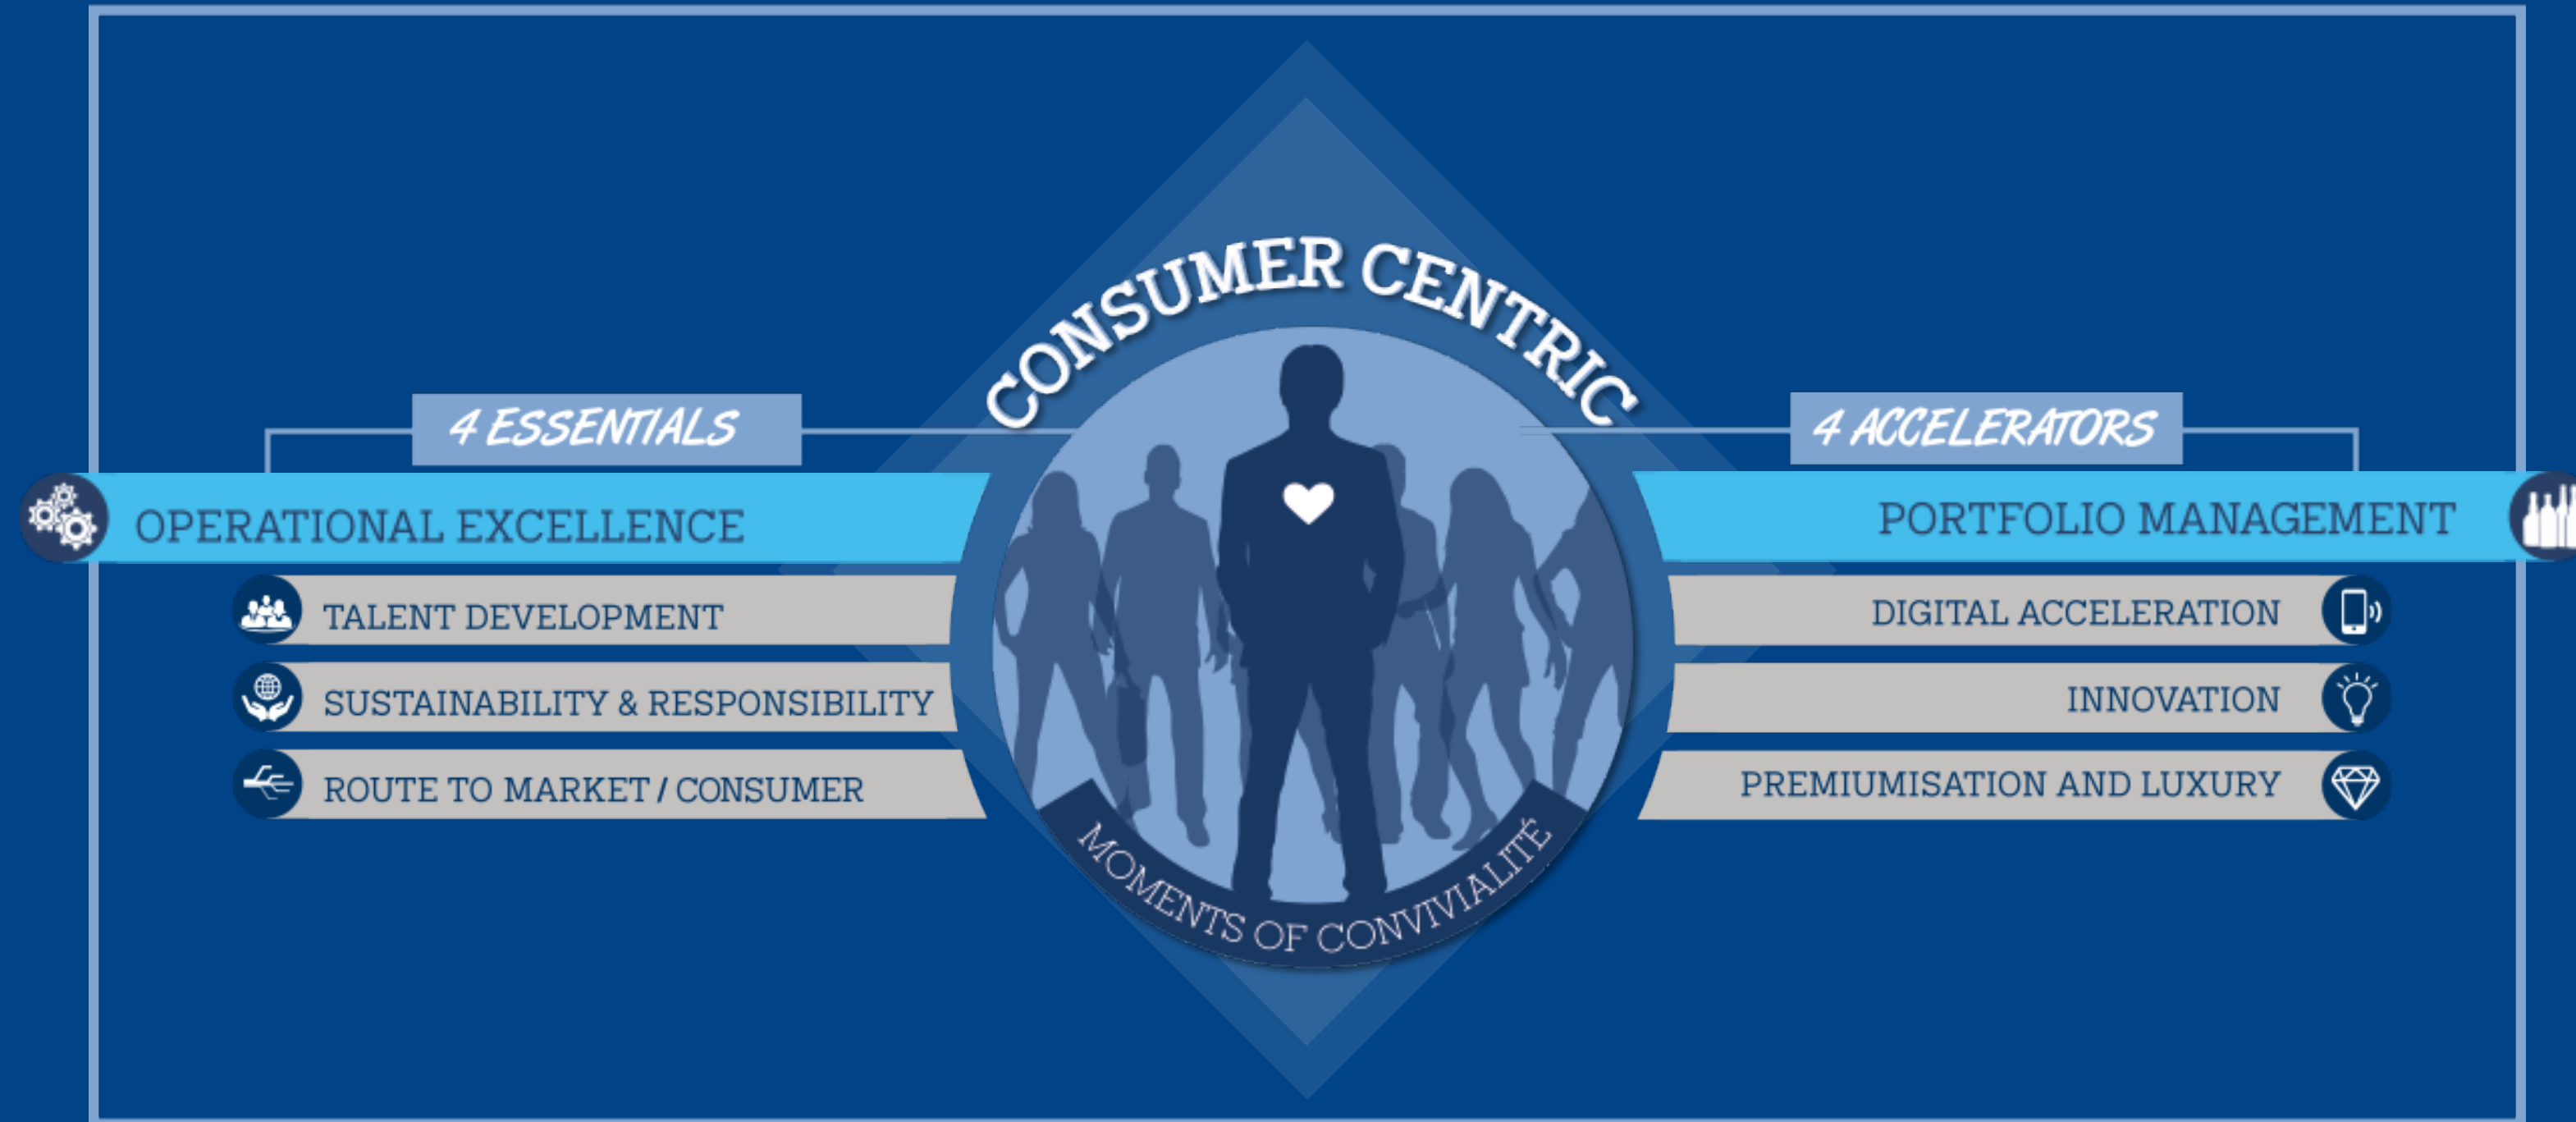 CONSUMER CENTRIC
4 ESSENTIALS
OPERATIONAL EXCELLENCE
TALENT DEVELOPMENT
SUSTAINABILITY & RESPONSIBILITY
ROUTE TO MARKET / CONSUMER
4 ACCELERATORS
PORTFOLIO MANAGEMENT
DIGITAL ACCELERATION
INNOVATION
PREMIUMISATION AND LUXURY
MOMENTS OF CONVIVIALITÉ